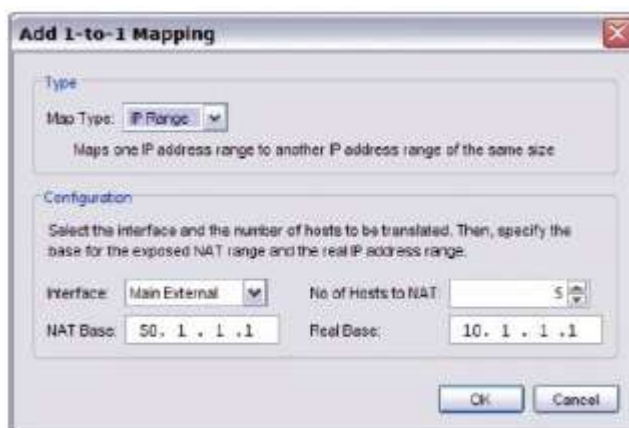 Add 1-to-1 Mapping
Type
Map Type: IP Range
Maps one IP address range to another IP address range of the same size
Configuration
Select the interface and the number of hosts to be translated. Then, specify the
base for the exposed NAT range and the real IP address range.
Interface: Main External No of Hosts to NAT: 5
NAT Base: 50. 1 . 1 .1 Real Base: 10. 1 . 1 .1
OK Cancel